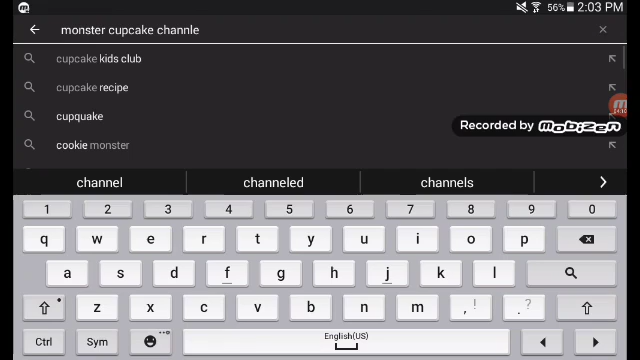 56% 2:03 PM
monster cupcake channle
cupcake kids club
cupcake recipe
cupquake
Recorded by mobizen
cookie monster
channel channeled channels
1 2 3 4 5 6 7 8 9 0
q w e r t y u i o p
a s d f g h j k l
z x c v b n m , ! . ?
Ctrl Sym English(US)